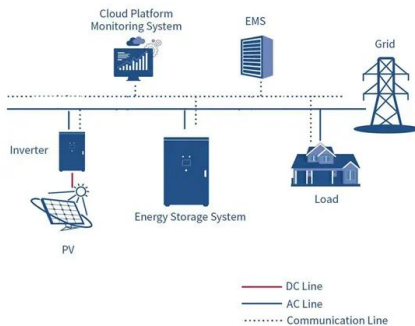 Cloud Platform
Monitoring System
EMS
Grid
Inverter
Energy Storage System
Load
PV
DC Line
AC Line
Communication Line